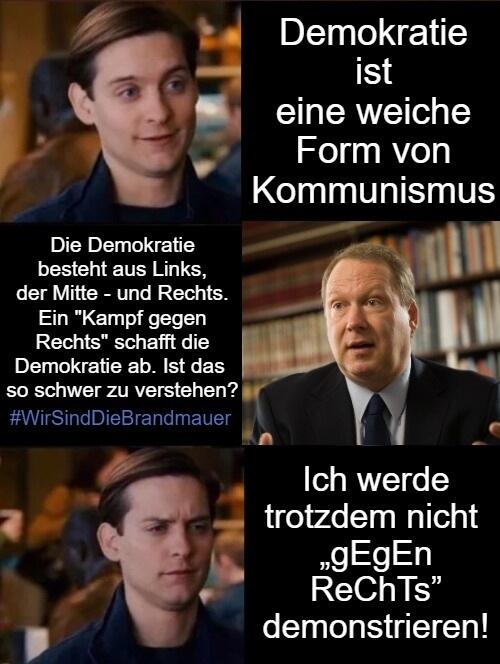 Demokratie
ist
eine weiche
Form von
Kommunismus
Die Demokratie
besteht aus Links,
der Mitte - und Rechts.
Ein "Kampf gegen
Rechts" schafft die
Demokratie ab. Ist das
so schwer zu verstehen?
#WirSindDieBrandmauer
Ich werde
trotzdem nicht
„gEgEn
ReChTs”
demonstrieren!